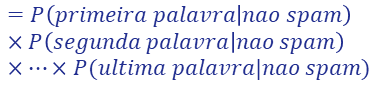 = P(primeira palavra|nao spam)
× P(segunda palavra|nao spam)
× ⋯ × P(ultima palavra|nao spam)